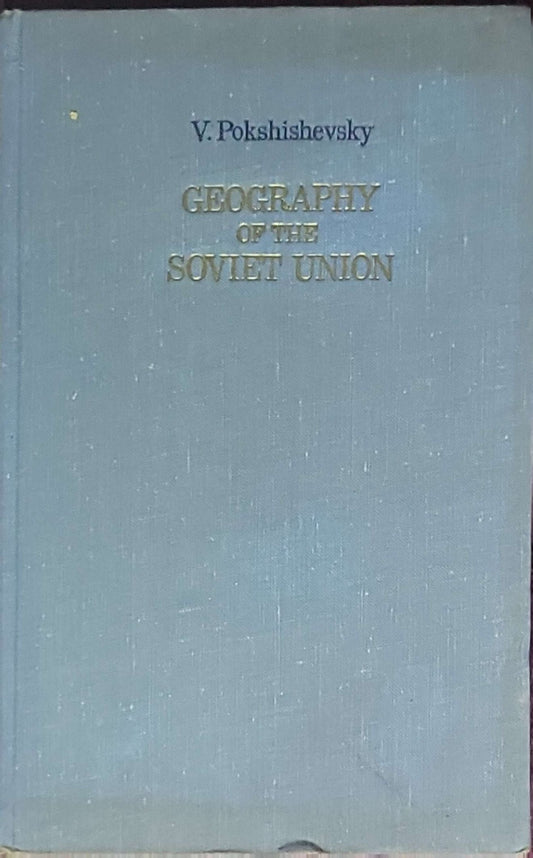 V. Pokshishevsky
GEOGRAPHY
OF THE
SOVIET UNION